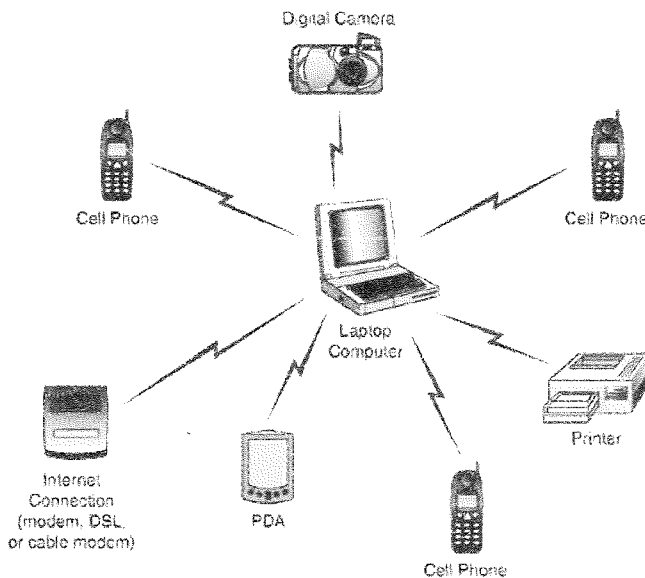 Digital Camera
Cell Phone
Cell Phone
Laptop
Computer
Printer
Internet
Connection
(modem, DSL,
or cable modem)
PDA
Cell Phone